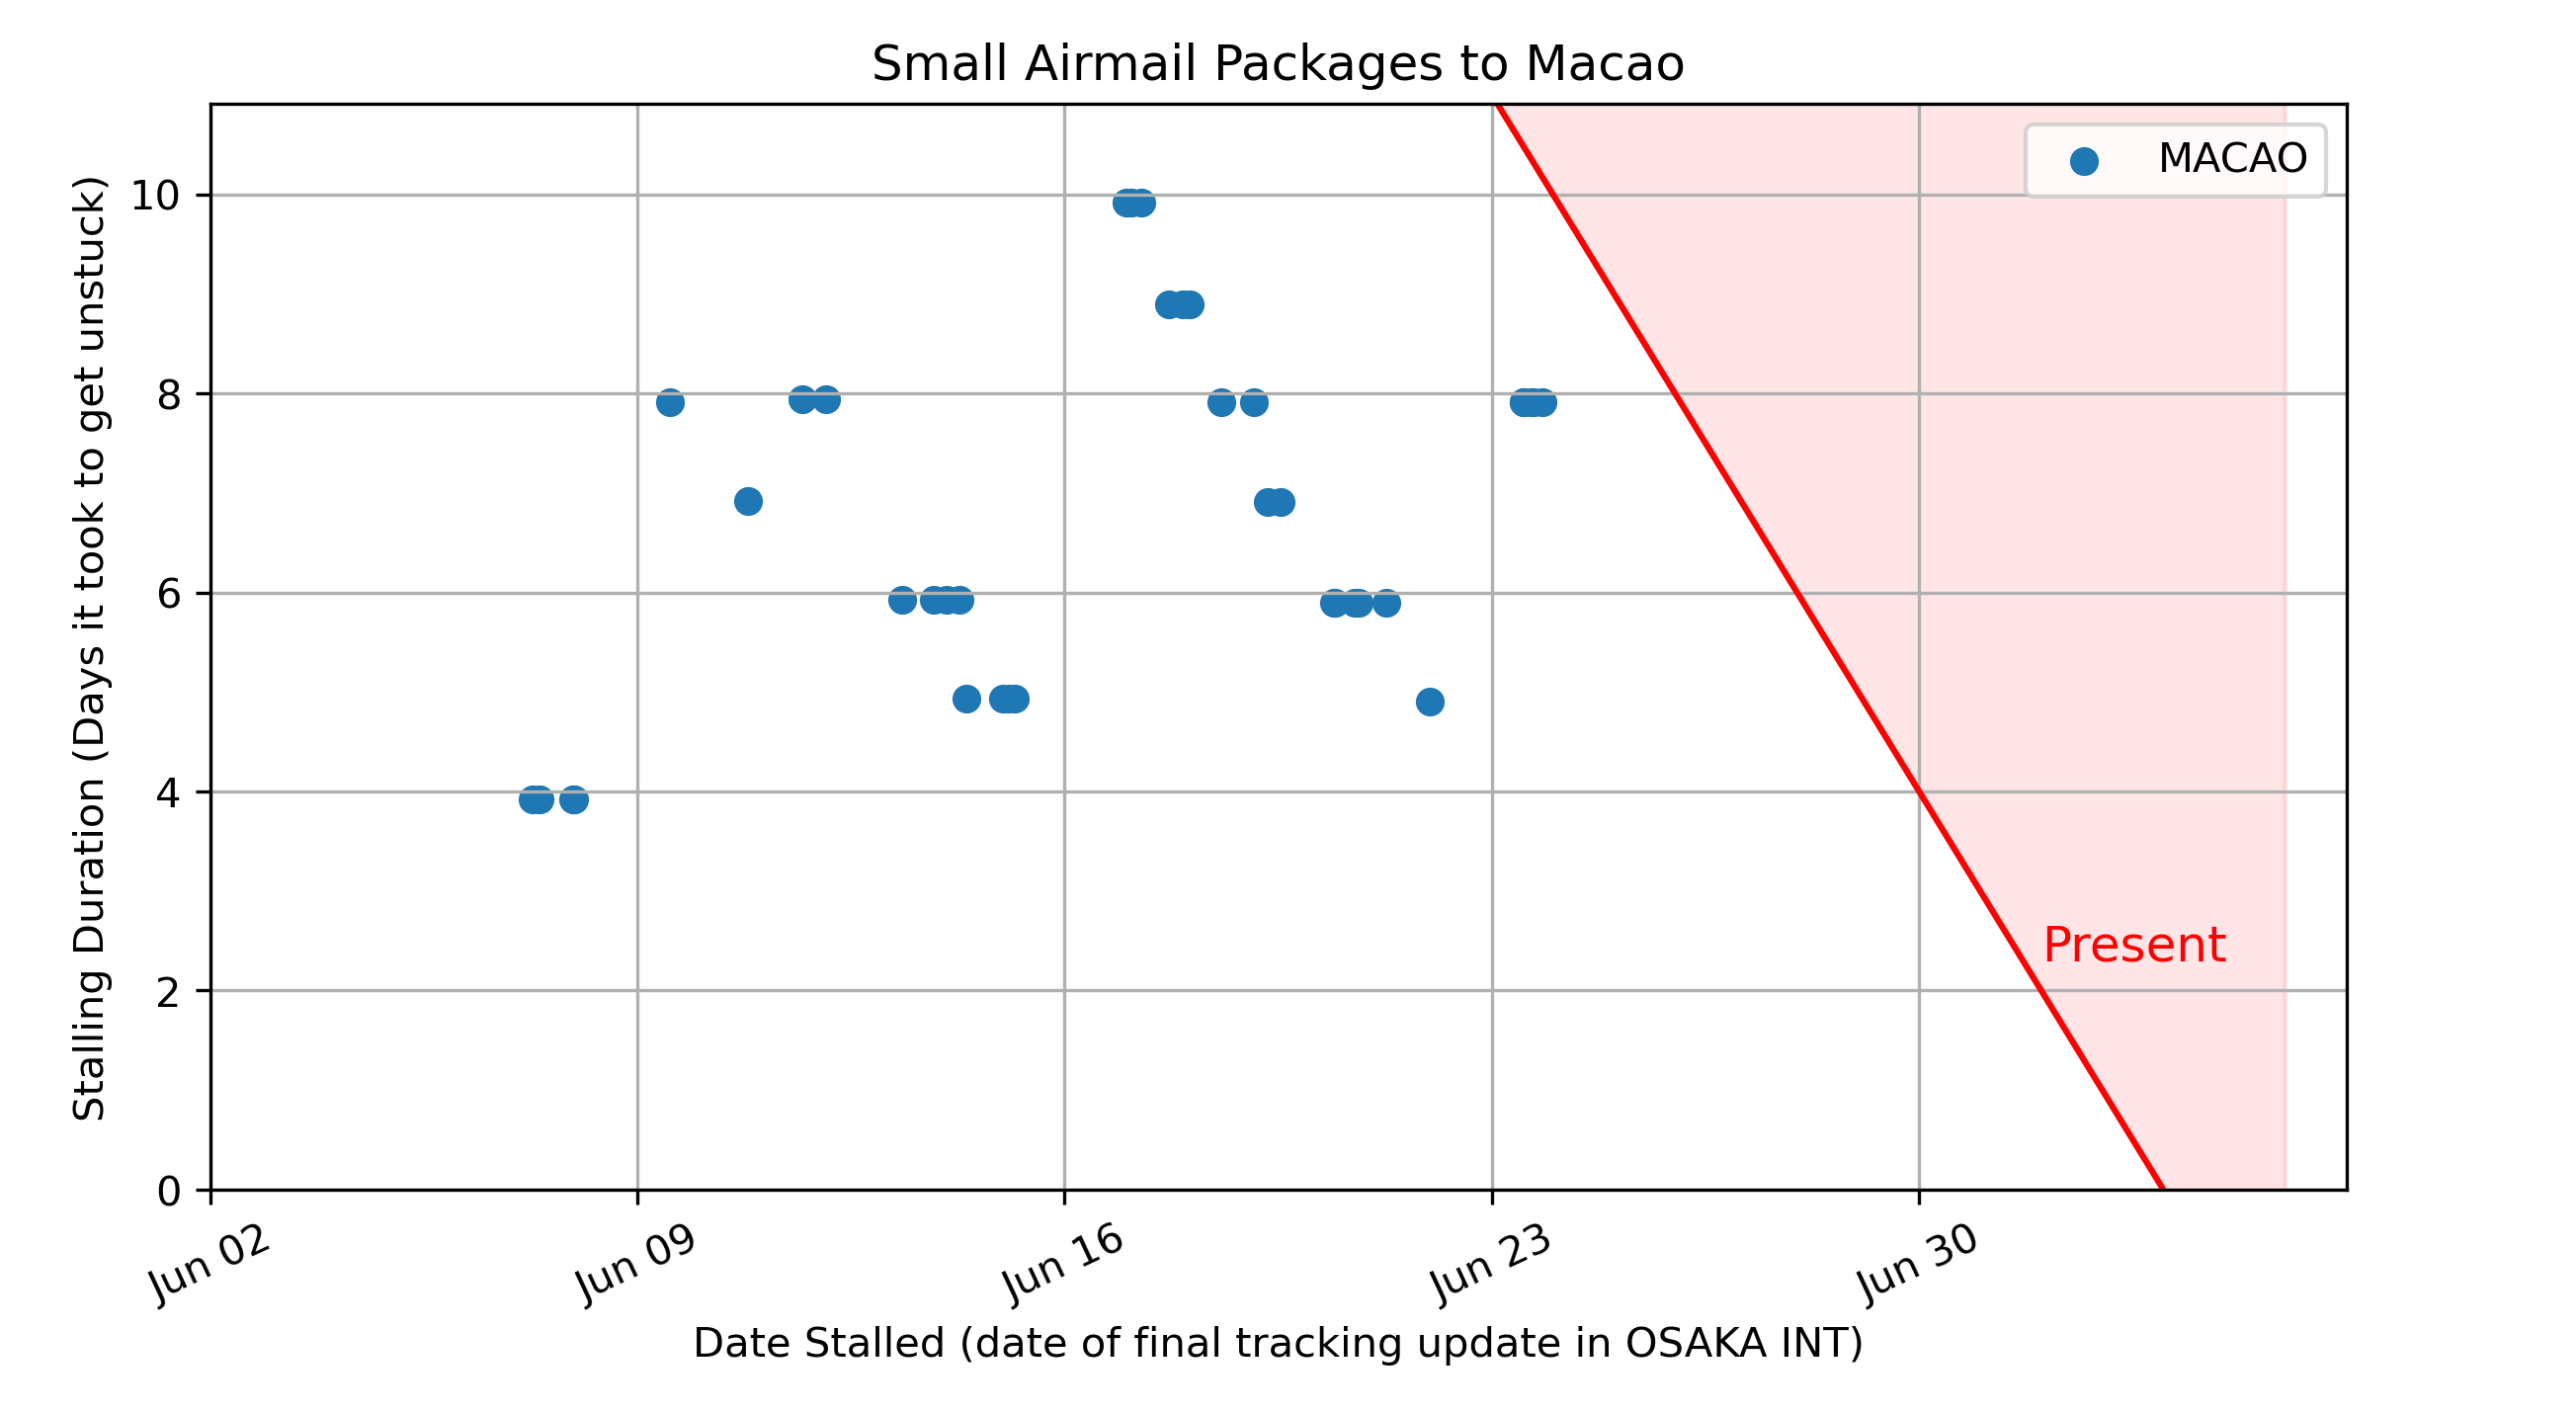 Small Airmail Packages to Macao
MACAO
Stalling Duration (Days it took to get unstuck)
10
8
6
4
2
0
Present
Jun 02
Jun 09
Jun 16
Jun 23
Jun 30
Date Stalled (date of final tracking update in OSAKA INT)